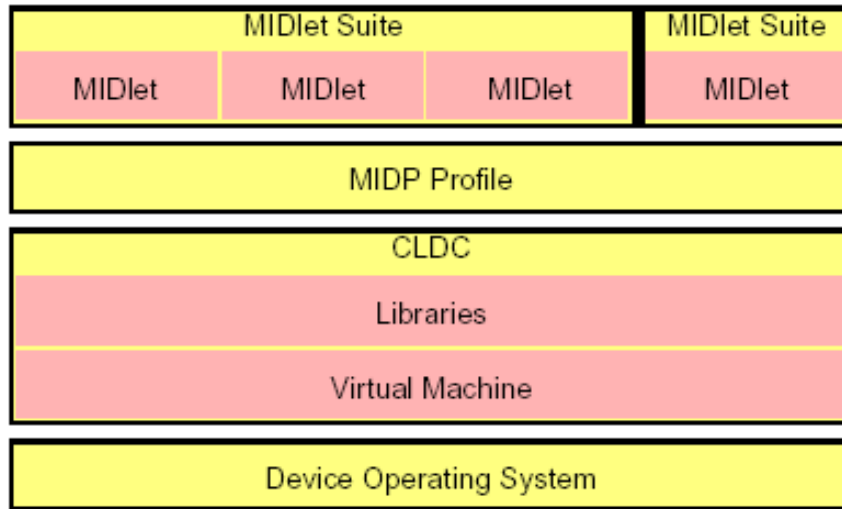 MIDlet Suite MIDlet Suite
MIDlet MIDlet MIDlet MIDlet
MIDP Profile
CLDC
Libraries
Virtual Machine
Device Operating System